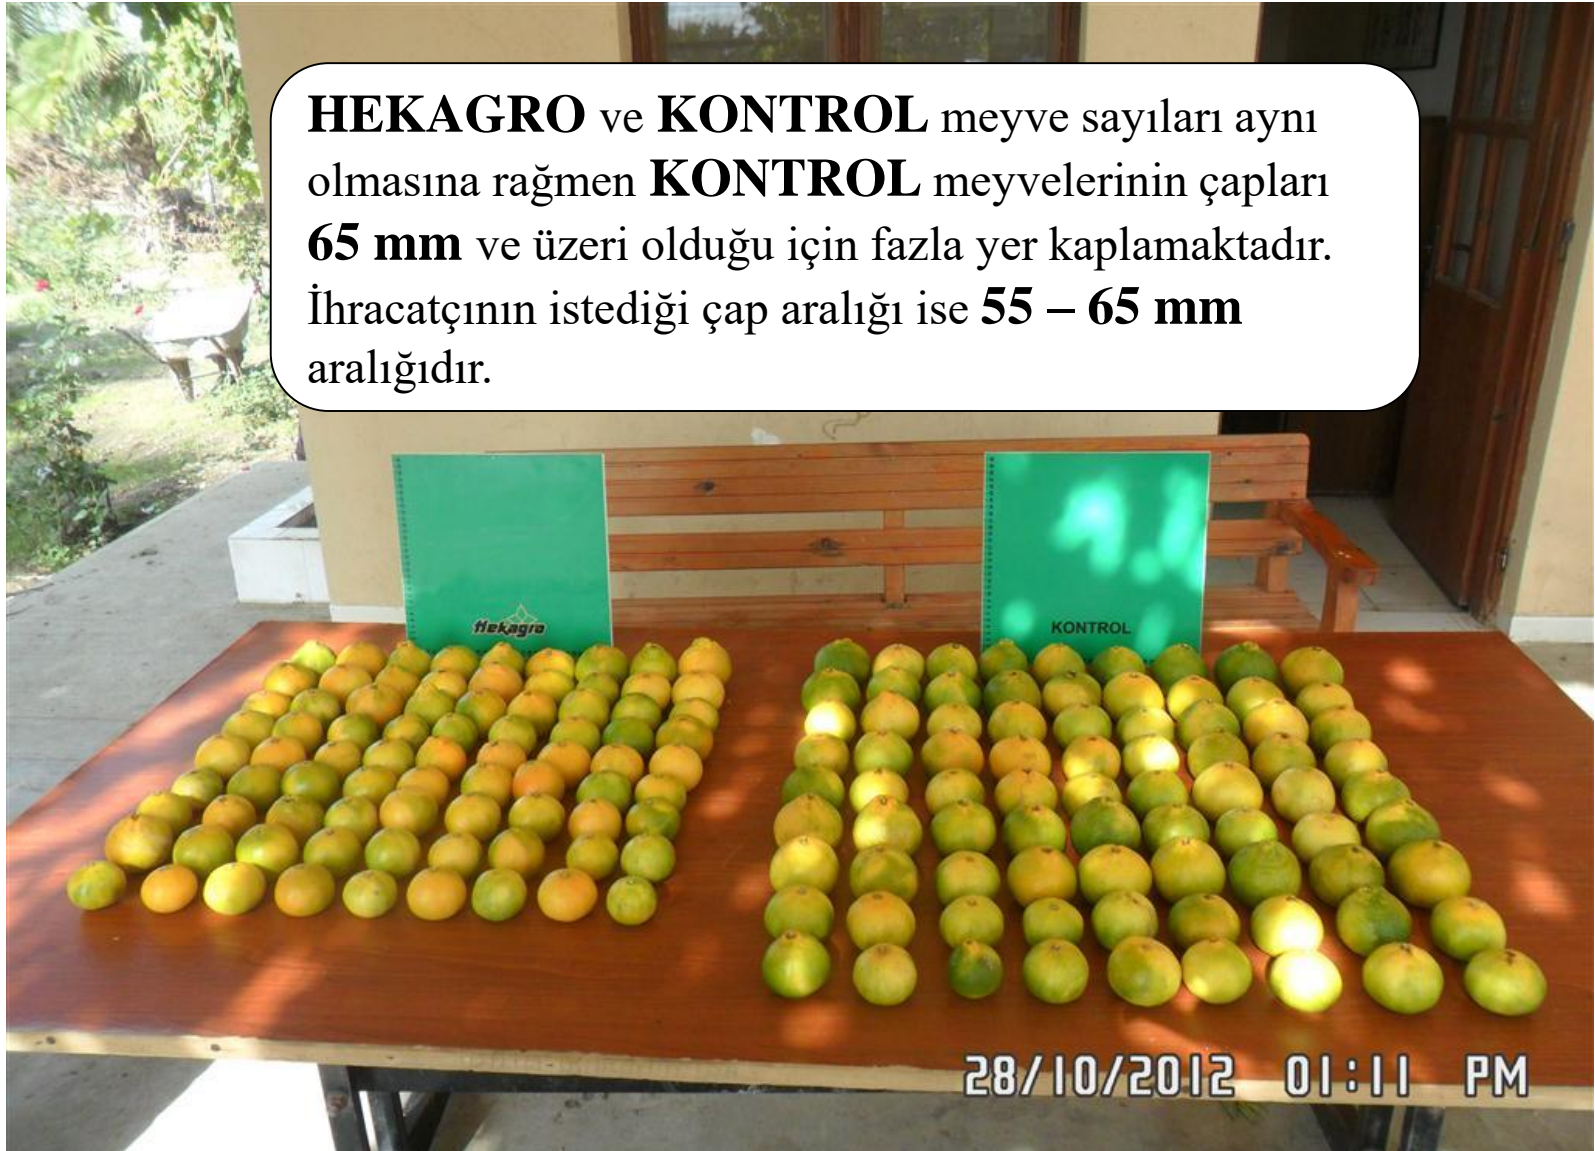 HEKAGRO ve KONTROL meyve sayıları aynı
olmasına rağmen KONTROL meyvelerinin çapları
65 mm ve üzeri olduğu için fazla yer kaplamaktadır.
İhracatçının istediği çap aralığı ise 55 – 65 mm
aralığıdır.
Hekagro
KONTROL
28/10/2012 01:11 PM